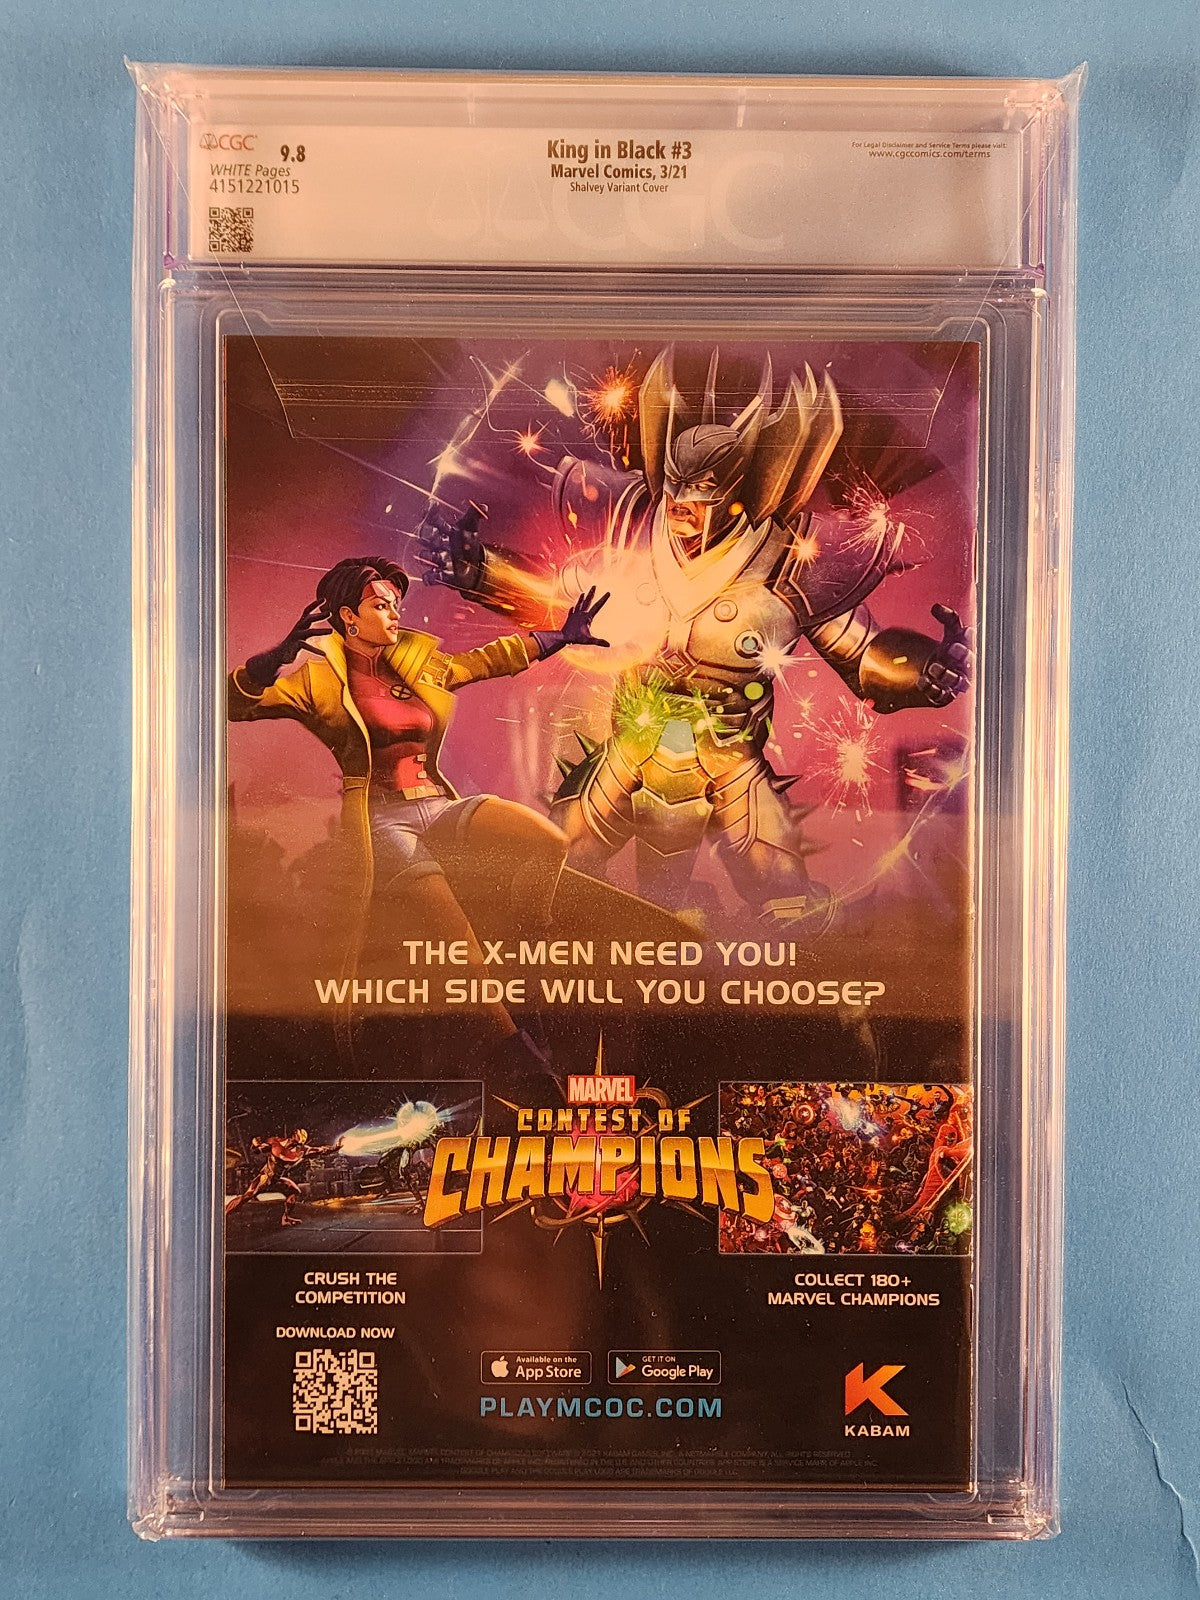 CGC
9.8
WHITE Pages
4151221015
King in Black #3
Marvel Comics, 3/21
Shalvey Variant Cover
For Legal Disclaimer and Service Terms please visit:
www.cgccomics.com/terms
CGC
THE X-MEN NEED YOU!
WHICH SIDE WILL YOU CHOOSE?
MARVEL
CONTEST OF
CHAMPIONS
CRUSH THE
COMPETITION
COLLECT 180+
MARVEL CHAMPIONS
DOWNLOAD NOW
Available on the
App Store
GET IT ON
Google Play
PLAYMCOC.COM
KABAM